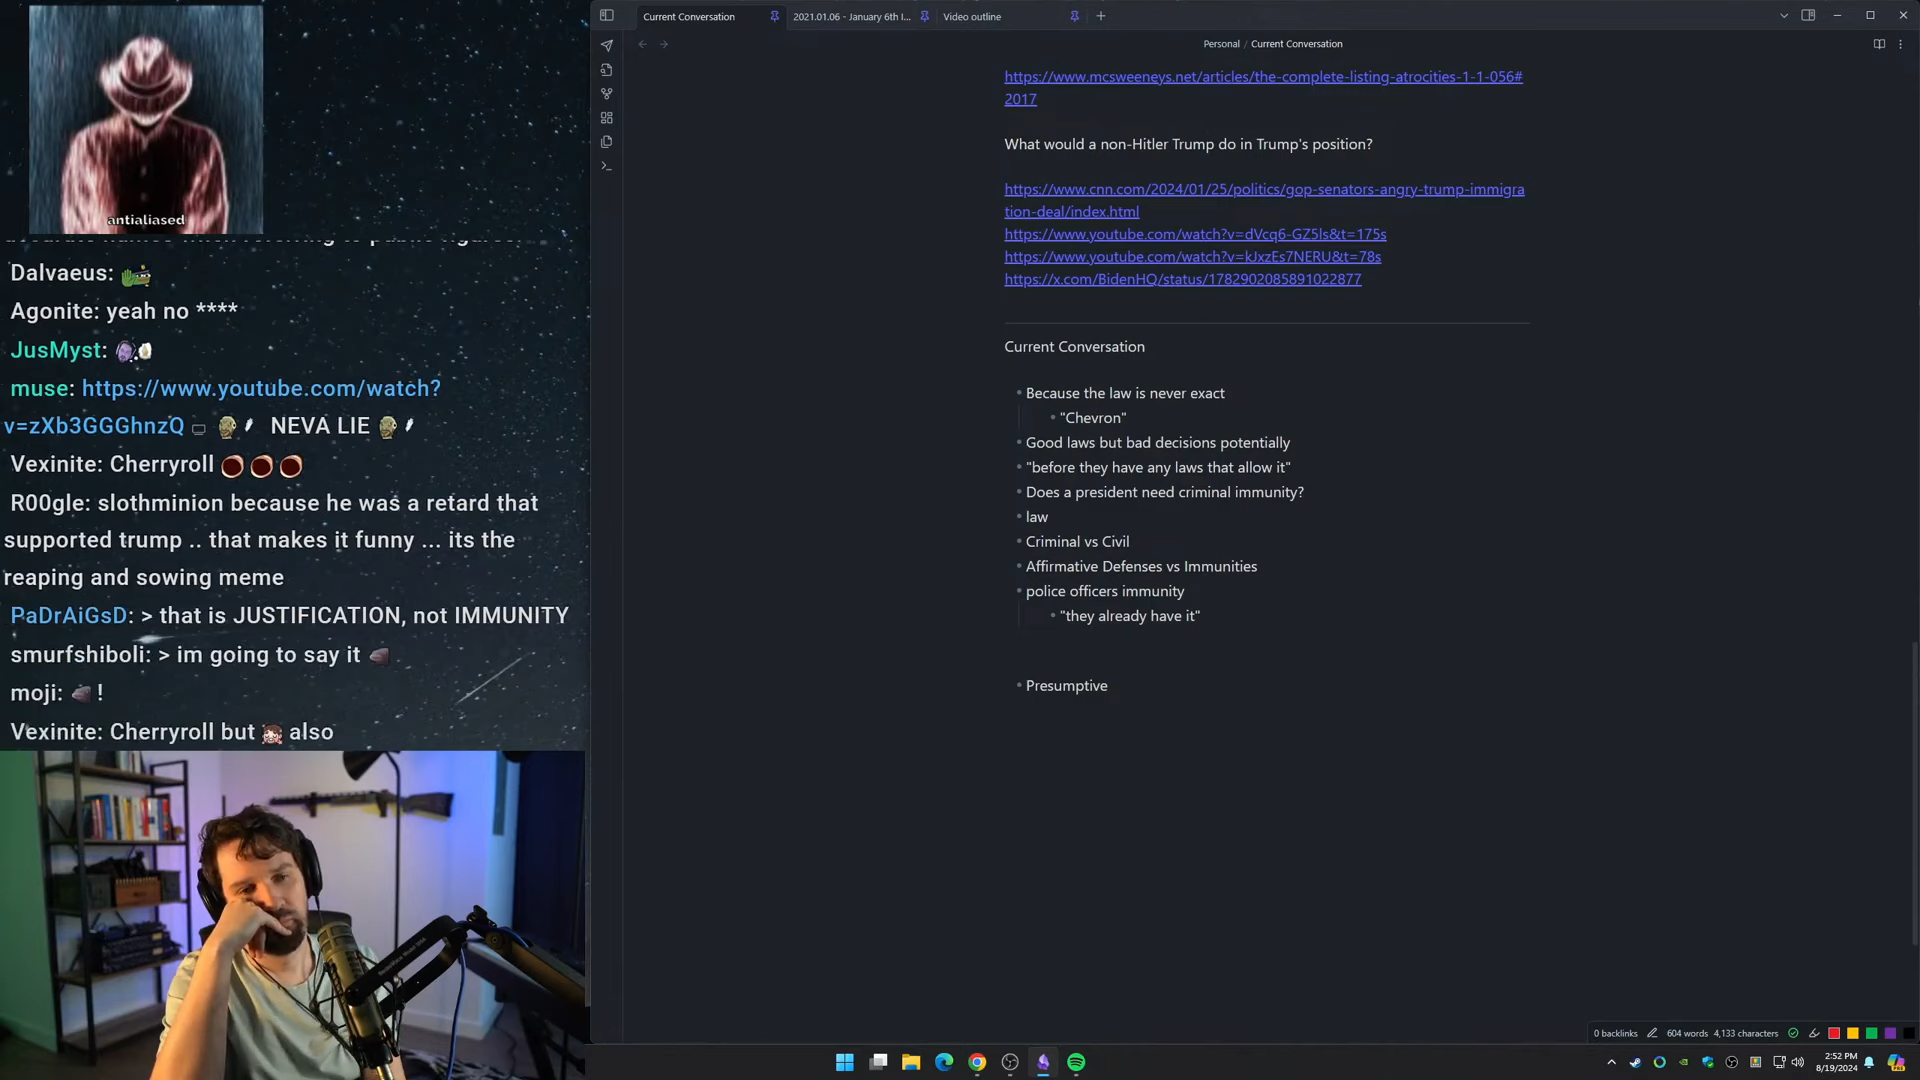 antialiased
Dalvaeus:
Agonite: yeah no ****
JusMyst:
muse: https://www.youtube.com/watch?
v=zXb3GGGhnzQ NEVA LIE
Vexinite: Cherryroll
R00gle: slothminion because he was a retard that
supported trump .. that makes it funny ... its the
reaping and sowing meme
PaDrAiGsD: > that is JUSTIFICATION, not IMMUNITY
smurfshiboli: > im going to say it
moji: !
Vexinite: Cherryroll but also
Current Conversation
2021.01.06 - January 6th I...
Video outline
Personal / Current Conversation
https://www.mcsweeneys.net/articles/the-complete-listing-atrocities-1-1-056#
2017
What would a non-Hitler Trump do in Trump's position?
https://www.cnn.com/2024/01/25/politics/gop-senators-angry-trump-immigra
tion-deal/index.html
https://www.youtube.com/watch?v=dVcq6-GZ5ls&t=175s
https://www.youtube.com/watch?v=kJxzEs7NERU&t=78s
https://x.com/BidenHQ/status/1782902085891022877
Current Conversation
Because the law is never exact
"Chevron"
Good laws but bad decisions potentially
"before they have any laws that allow it"
Does a president need criminal immunity?
law
Criminal vs Civil
Affirmative Defenses vs Immunities
police officers immunity
"they already have it"
Presumptive
0 backlinks 604 words 4,133 characters
2:52 PM
8/19/2024